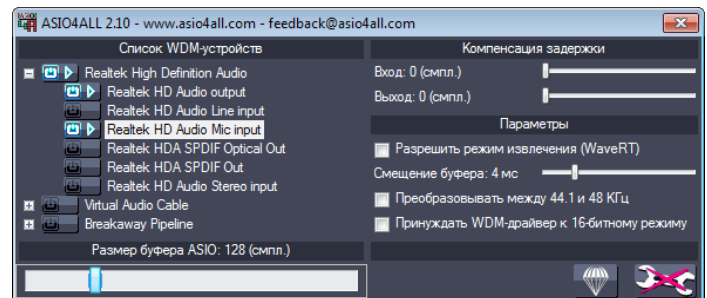 ASIO4ALL 2.10 - www.asio4all.com - feedback@asio4all.com
Список WDM-устройств
Realtek High Definition Audio
Realtek HD Audio output
Realtek HD Audio Line input
Realtek HD Audio Mic input
Realtek HDA SPDIF Optical Out
Realtek HDA SPDIF Out
Realtek HD Audio Stereo input
Virtual Audio Cable
Breakaway Pipeline
Размер буфера ASIO: 128 (смпл.)
Компенсация задержки
Вход: 0 (смпл.)
Выход: 0 (смпл.)
Параметры
Разрешить режим извлечения (WaveRT)
Смещение буфера: 4 мс
Преобразовывать между 44.1 и 48 КГц
Принуждать WDM-драйвер к 16-битному режиму